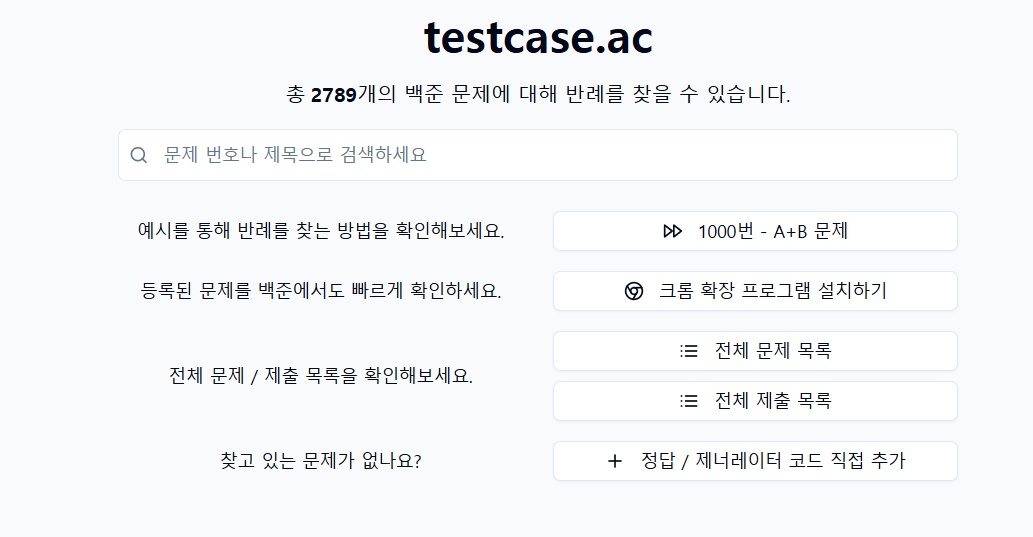 testcase.ac
총 2789개의 백준 문제에 대해 반례를 찾을 수 있습니다.
문제 번호나 제목으로 검색하세요
예시를 통해 반례를 찾는 방법을 확인해보세요.
1000번 - A+B 문제
등록된 문제를 백준에서도 빠르게 확인하세요.
크롬 확장 프로그램 설치하기
전체 문제 / 제출 목록을 확인해보세요.
전체 문제 목록
전체 제출 목록
찾고 있는 문제가 없나요?
정답 / 제너레이터 코드 직접 추가